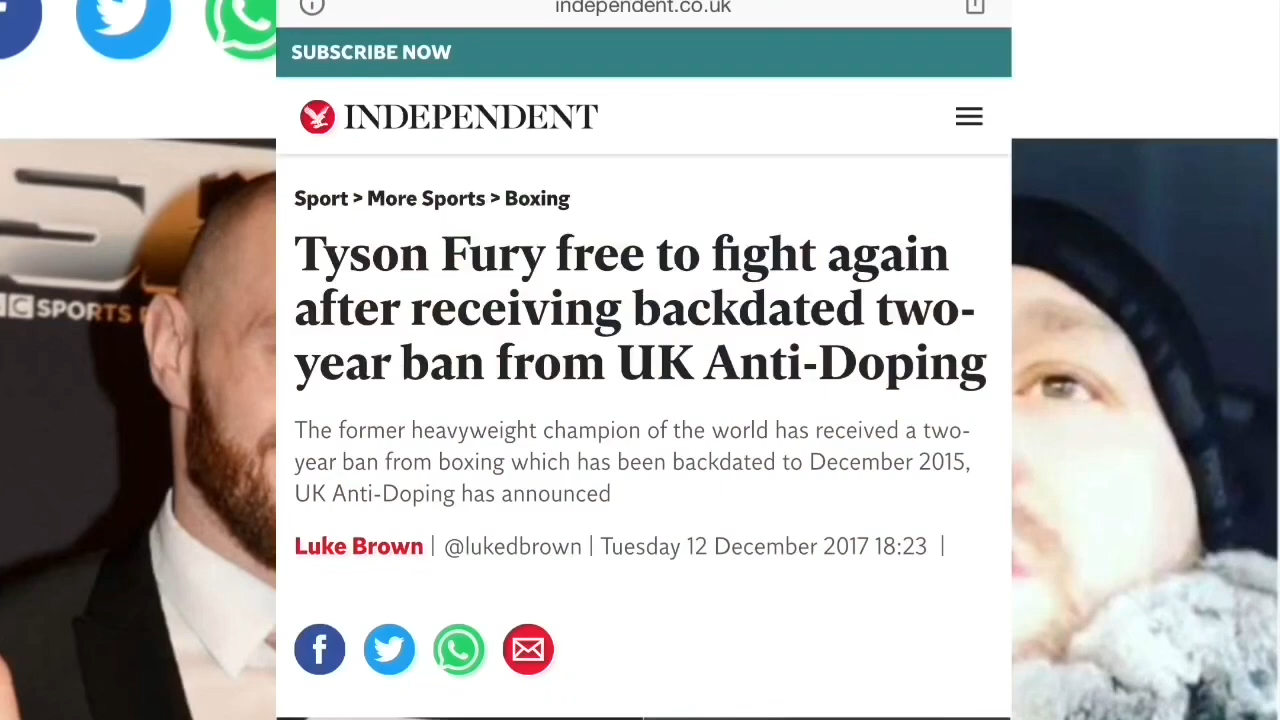 independent.co.uk
SUBSCRIBE NOW
INDEPENDENT
Sport > More Sports > Boxing
Tyson Fury free to fight again
after receiving backdated two-
year ban from UK Anti-Doping
The former heavyweight champion of the world has received a two-
year ban from boxing which has been backdated to December 2015,
UK Anti-Doping has announced
Luke Brown | @lukedbrown | Tuesday 12 December 2017 18:23 |
C SPORTS